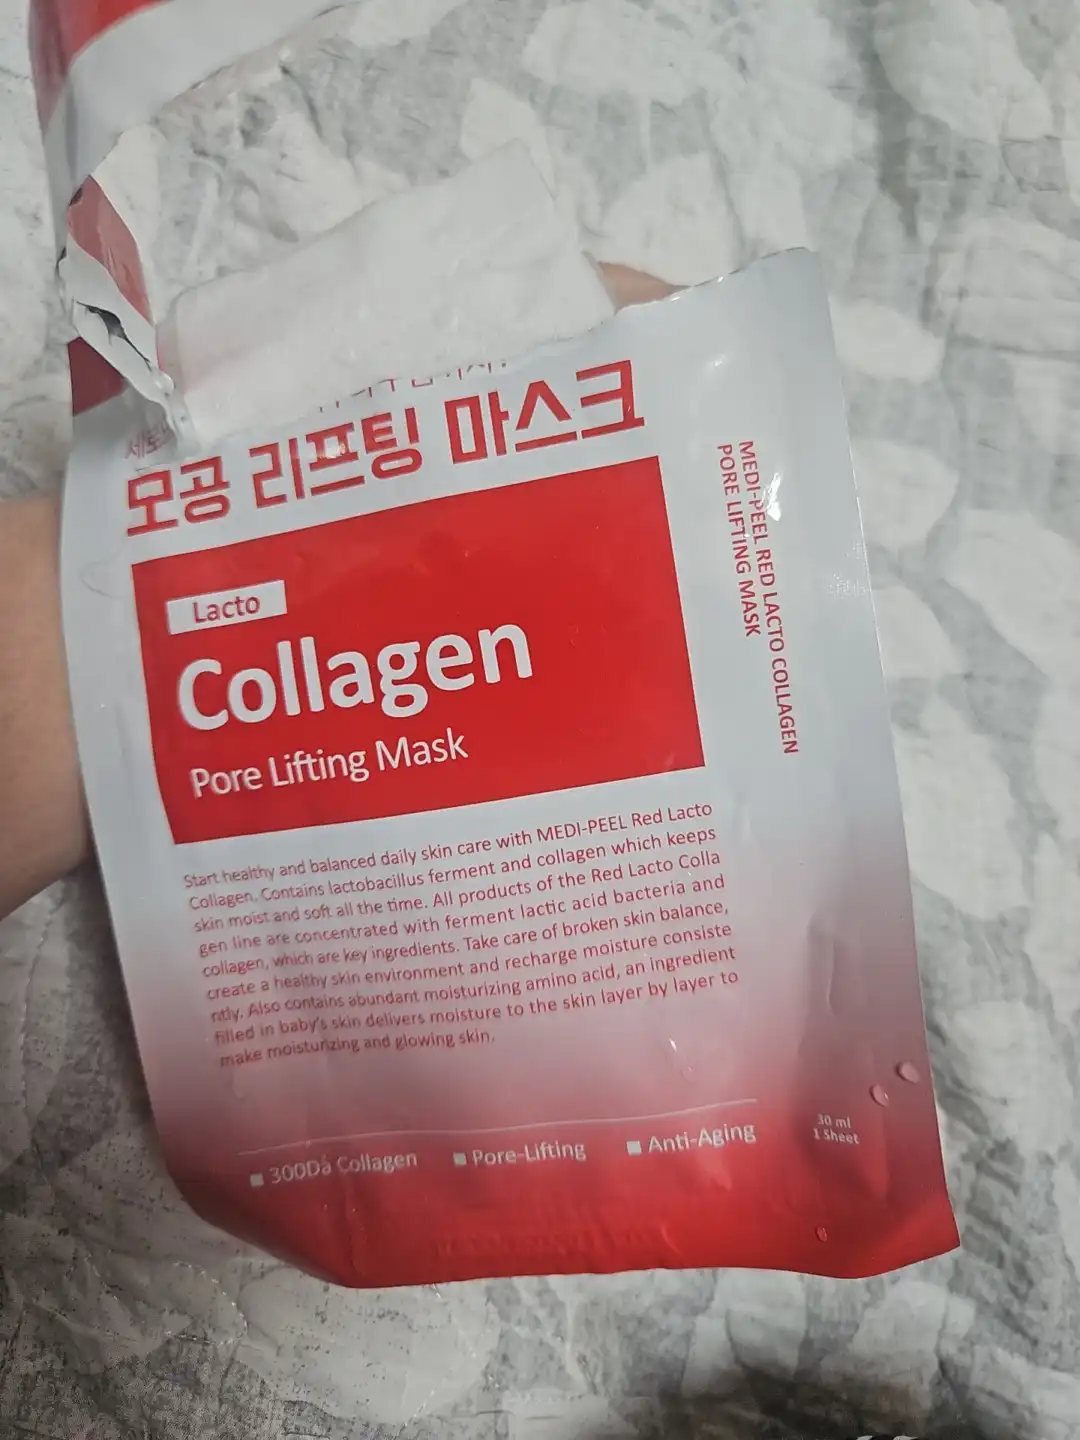 모공 리프팅 마스크
Lacto
Collagen
Pore Lifting Mask
MEDI-PEEL RED LACTO COLLAGEN
PORE LIFTING MASK
Start healthy and balanced daily skin care with MEDI-PEEL Red Lacto
Collagen. Contains lactobacillus ferment and collagen which keeps
skin moist and soft all the time. All products of the Red Lacto Colla
gen line are concentrated with ferment lactic acid bacteria and
collagen, which are key ingredients. Take care of broken skin balance,
create a healthy skin environment and recharge moisture consiste
ntly. Also contains abundant moisturizing amino acid, an ingredient
filled in baby's skin delivers moisture to the skin layer by layer to
make moisturizing and glowing skin.
300Da Collagen
Pore-Lifting
Anti-Aging
30 ml
1 Sheet